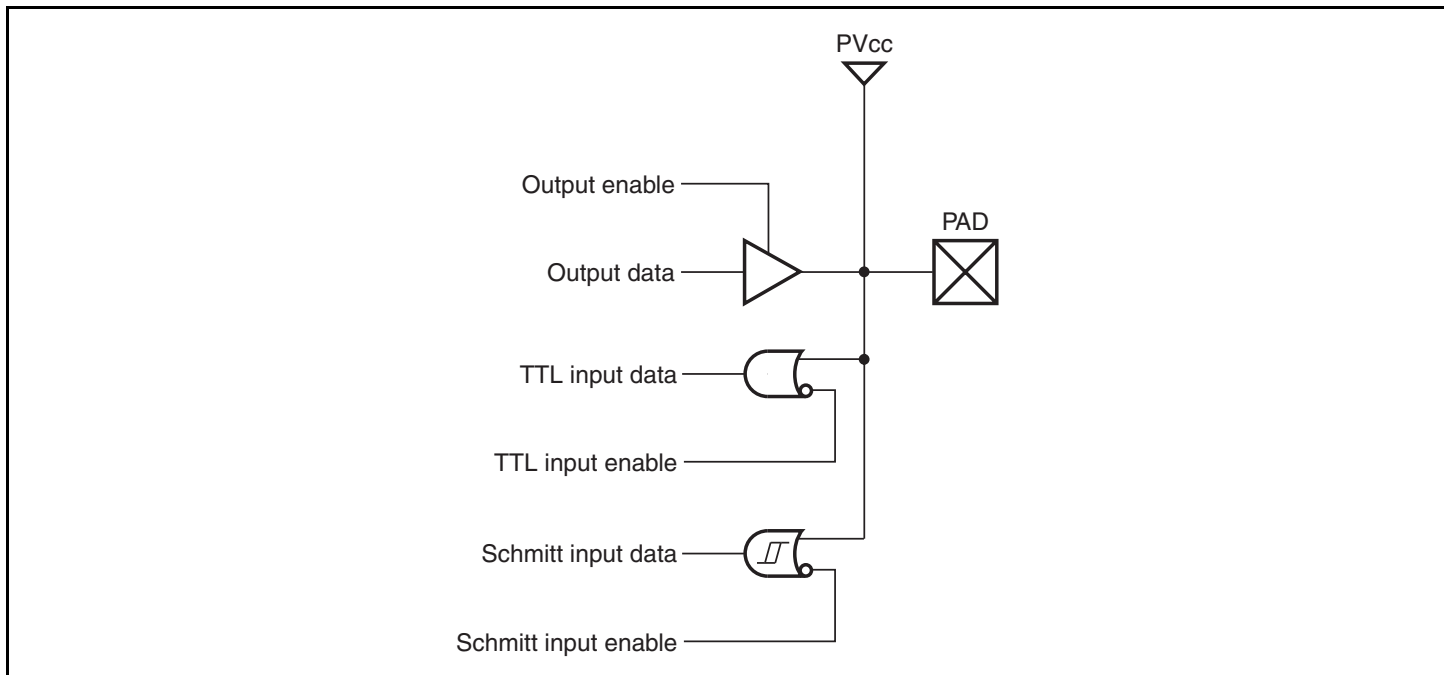 PVcc
Output enable
PAD
Output data
TTL input data
TTL input enable
Schmitt input data
Schmitt input enable